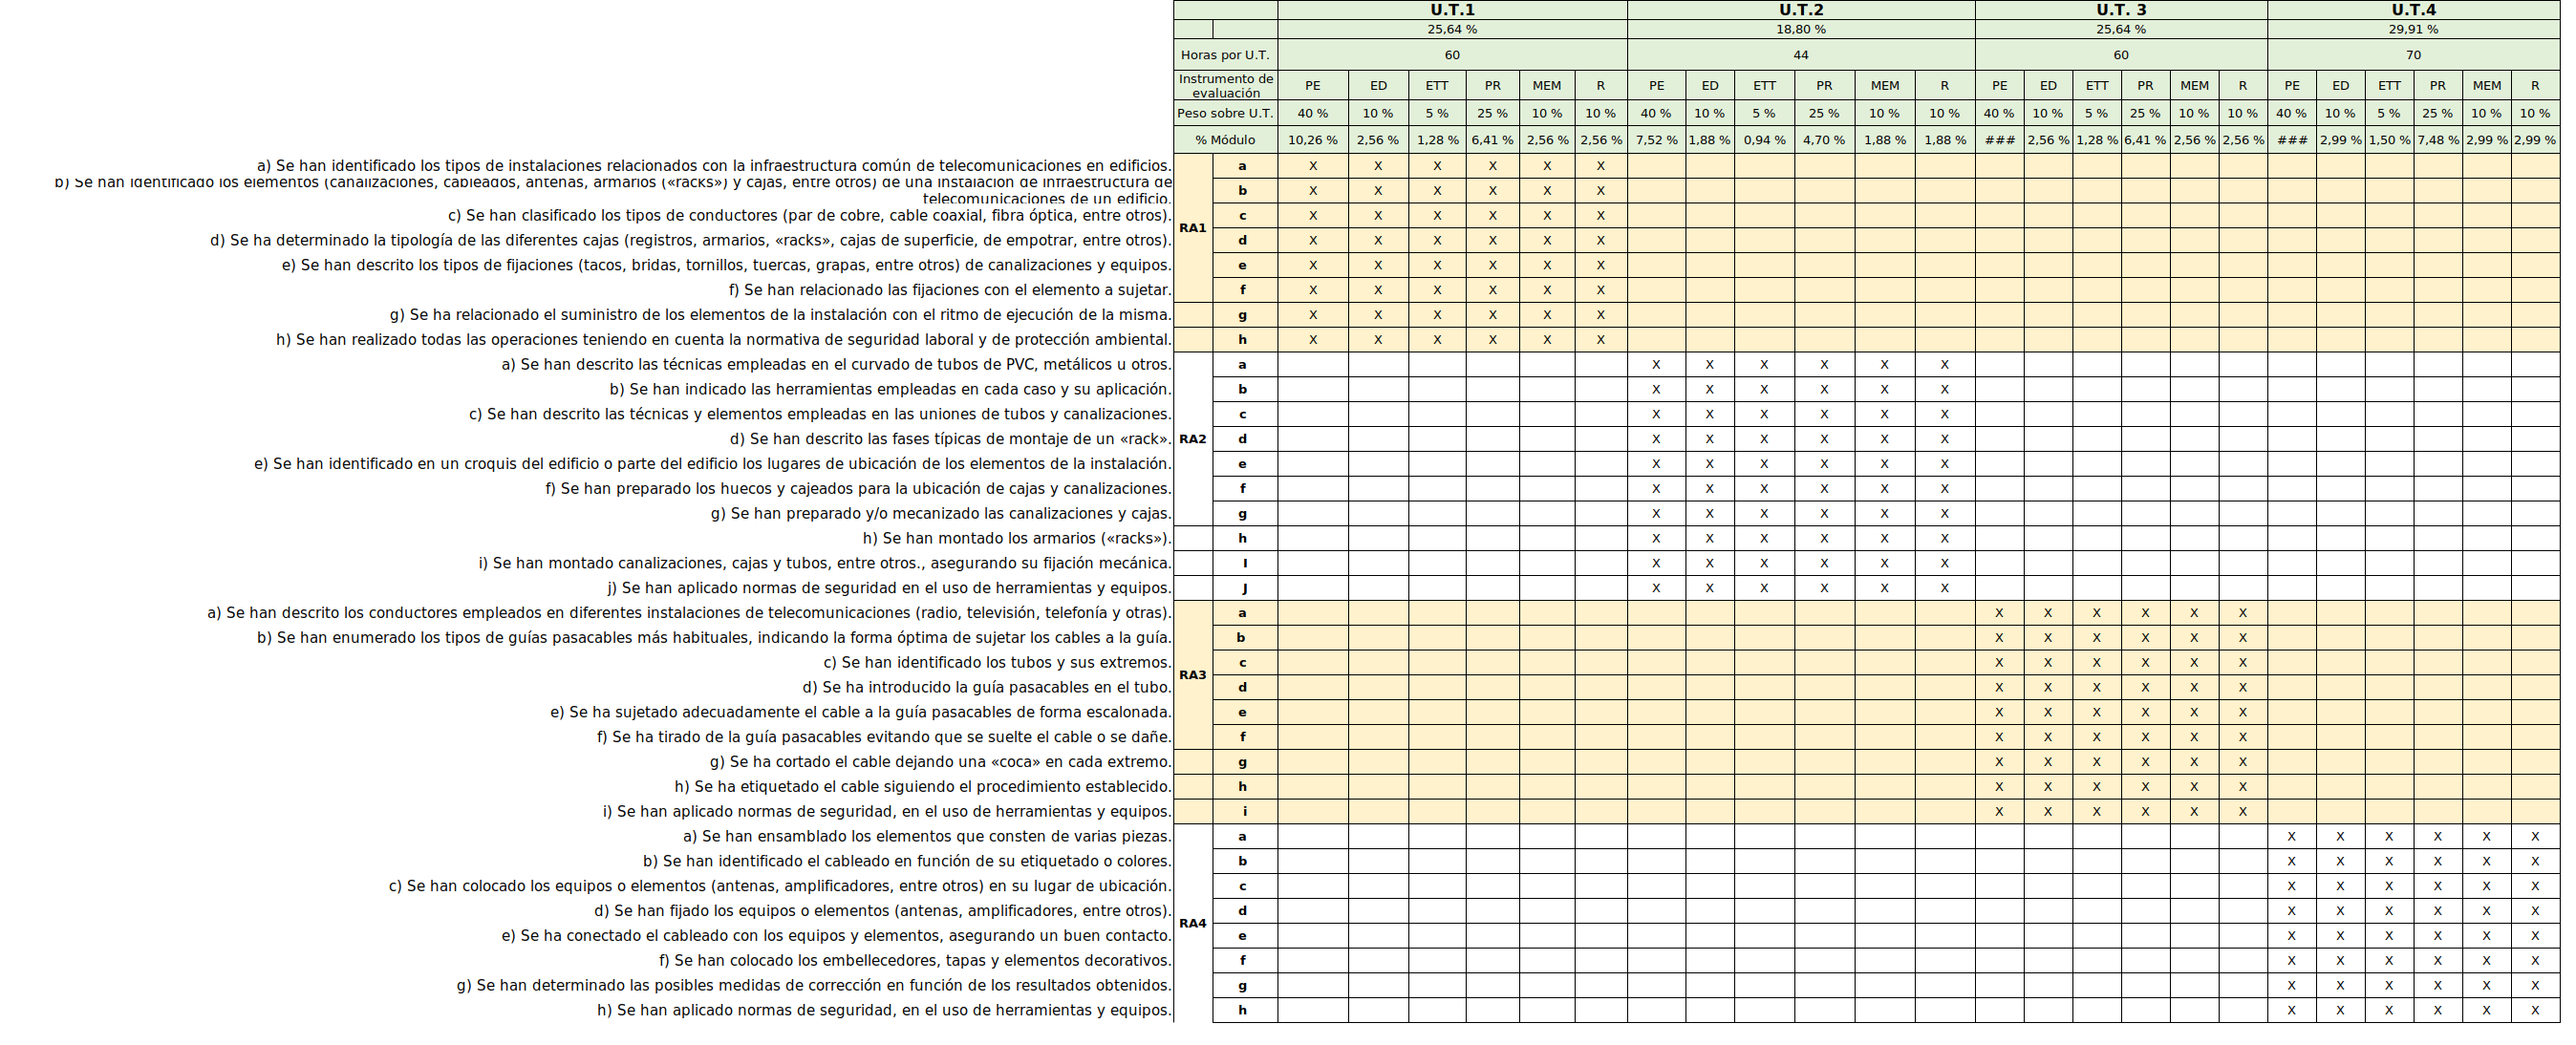 U.T.1 U.T.2 U.T. 3 U.T.4
25,64 % 18,80 % 25,64 % 29,91 %
Horas por U.T. 60 44 60 70
Instrumento de evaluación PE ED ETT PR MEM R PE ED ETT PR MEM R PE ED ETT PR MEM R PE ED ETT PR MEM R
Peso sobre U.T. 40 % 10 % 5 % 25 % 10 % 10 % 40 % 10 % 5 % 25 % 10 % 10 % 40 % 10 % 5 % 25 % 10 % 10 % 40 % 10 % 5 % 25 % 10 % 10 %
% Módulo 10,26 % 2,56 % 1,28 % 6,41 % 2,56 % 2,56 % 7,52 % 1,88 % 0,94 % 4,70 % 1,88 % 1,88 % ### 2,56 % 1,28 % 6,41 % 2,56 % 2,56 % ### 2,99 % 1,50 % 7,48 % 2,99 % 2,99 %
a) Se han identificado los tipos de instalaciones relacionados con la infraestructura común de telecomunicaciones en edificios. a X X X X X X
b) Se han identificado los elementos (canalizaciones, cableados, antenas, armarios («racks») y cajas, entre otros) de una instalación de infraestructura de
telecomunicaciones de un edificio. b X X X X X X
c) Se han clasificado los tipos de conductores (par de cobre, cable coaxial, fibra óptica, entre otros). c X X X X X X
RA1
d) Se ha determinado la tipología de las diferentes cajas (registros, armarios, «racks», cajas de superficie, de empotrar, entre otros). d X X X X X X
e) Se han descrito los tipos de fijaciones (tacos, bridas, tornillos, tuercas, grapas, entre otros) de canalizaciones y equipos. e X X X X X X
f) Se han relacionado las fijaciones con el elemento a sujetar. f X X X X X X
g) Se ha relacionado el suministro de los elementos de la instalación con el ritmo de ejecución de la misma. g X X X X X X
h) Se han realizado todas las operaciones teniendo en cuenta la normativa de seguridad laboral y de protección ambiental. h X X X X X X
a) Se han descrito las técnicas empleadas en el curvado de tubos de PVC, metálicos u otros. a X X X X X X
b) Se han indicado las herramientas empleadas en cada caso y su aplicación. b X X X X X X
c) Se han descrito las técnicas y elementos empleadas en las uniones de tubos y canalizaciones. c X X X X X X
d) Se han descrito las fases típicas de montaje de un «rack». RA2 d X X X X X X
e) Se han identificado en un croquis del edificio o parte del edificio los lugares de ubicación de los elementos de la instalación. e X X X X X X
f) Se han preparado los huecos y cajeados para la ubicación de cajas y canalizaciones. f X X X X X X
g) Se han preparado y/o mecanizado las canalizaciones y cajas. g X X X X X X
h) Se han montado los armarios («racks»). h X X X X X X
i) Se han montado canalizaciones, cajas y tubos, entre otros., asegurando su fijación mecánica. I X X X X X X
j) Se han aplicado normas de seguridad en el uso de herramientas y equipos. J X X X X X X
a) Se han descrito los conductores empleados en diferentes instalaciones de telecomunicaciones (radio, televisión, telefonía y otras). a X X X X X X
b) Se han enumerado los tipos de guías pasacables más habituales, indicando la forma óptima de sujetar los cables a la guía. b X X X X X X
c) Se han identificado los tubos y sus extremos. c X X X X X X
RA3
d) Se ha introducido la guía pasacables en el tubo. d X X X X X X
e) Se ha sujetado adecuadamente el cable a la guía pasacables de forma escalonada. e X X X X X X
f) Se ha tirado de la guía pasacables evitando que se suelte el cable o se dañe. f X X X X X X
g) Se ha cortado el cable dejando una «coca» en cada extremo. g X X X X X X
h) Se ha etiquetado el cable siguiendo el procedimiento establecido. h X X X X X X
i) Se han aplicado normas de seguridad, en el uso de herramientas y equipos. i X X X X X X
a) Se han ensamblado los elementos que consten de varias piezas. a X X X X X X
b) Se han identificado el cableado en función de su etiquetado o colores. b X X X X X X
c) Se han colocado los equipos o elementos (antenas, amplificadores, entre otros) en su lugar de ubicación. c X X X X X X
d) Se han fijado los equipos o elementos (antenas, amplificadores, entre otros). d X X X X X X
RA4
e) Se ha conectado el cableado con los equipos y elementos, asegurando un buen contacto. e X X X X X X
f) Se han colocado los embellecedores, tapas y elementos decorativos. f X X X X X X
g) Se han determinado las posibles medidas de corrección en función de los resultados obtenidos. g X X X X X X
h) Se han aplicado normas de seguridad, en el uso de herramientas y equipos. h X X X X X X